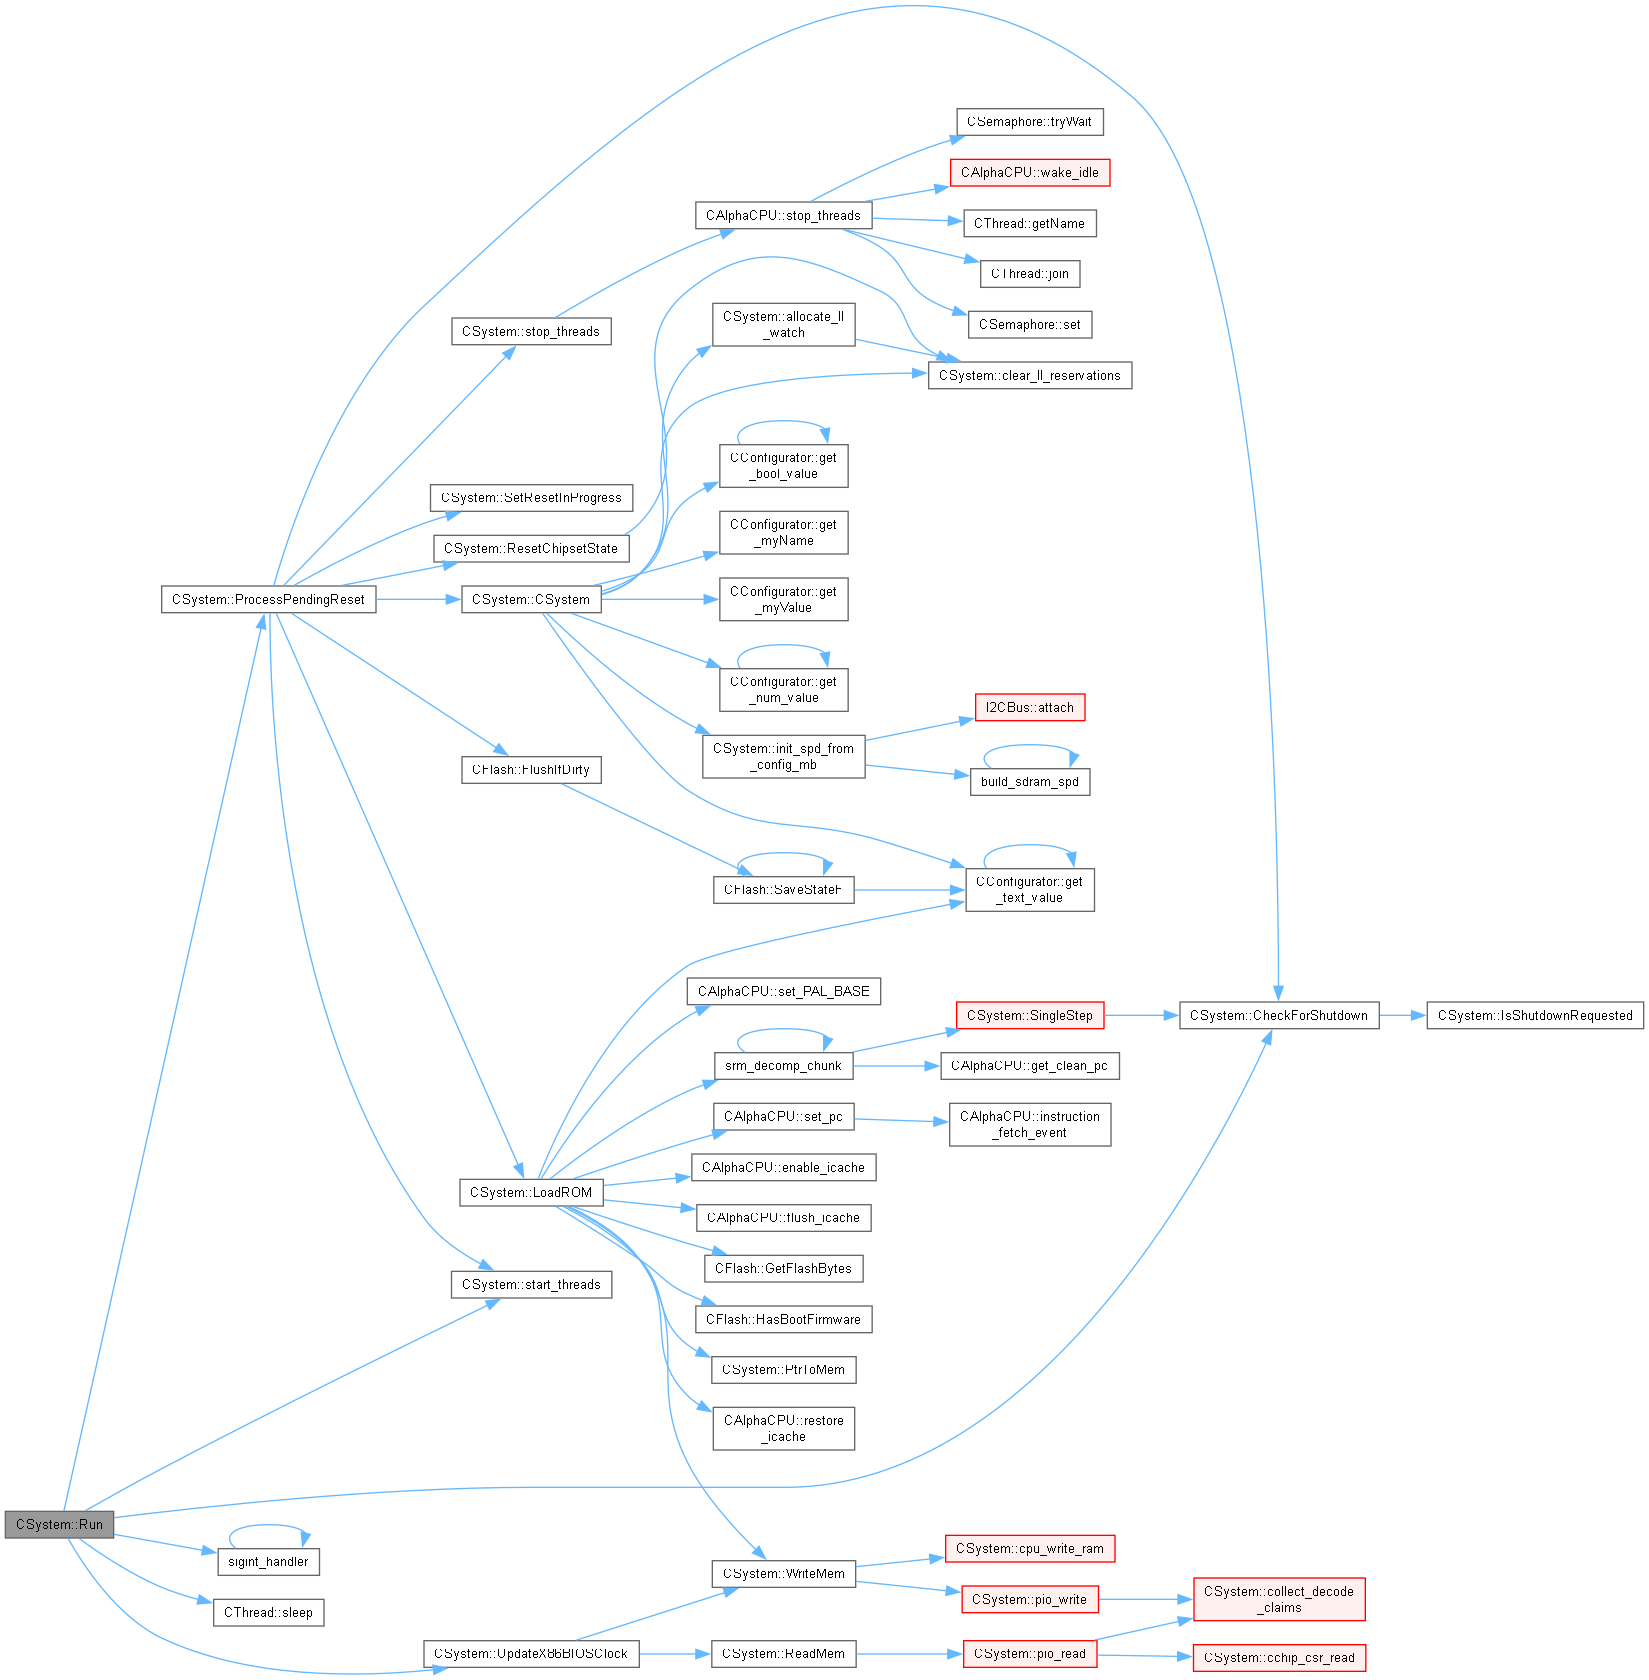 CSemaphore::tryWait
CAlphaCPU::wake_idle
CAlphaCPU::stop_threads
CThread::getName
CThread::join
CSemaphore::set
CSystem::stop_threads
CSystem::allocate_ll
_watch
CSystem::clear_ll_reservations
CConfigurator::get
_bool_value
CSystem::SetResetInProgress
CConfigurator::get
_myName
CSystem::ResetChipsetState
CSystem::ProcessPendingReset
CSystem::CSystem
CConfigurator::get
_myValue
CConfigurator::get
_num_value
I2CBus::attach
CSystem::init_spd_from
_config_mb
build_sdram_spd
CFlash::FlushIfDirty
CFlash::SaveStateF
CConfigurator::get
_text_value
CAlphaCPU::set_PAL_BASE
CSystem::SingleStep
CSystem::CheckForShutdown
CSystem::IsShutdownRequested
srm_decomp_chunk
CAlphaCPU::get_clean_pc
CAlphaCPU::set_pc
CAlphaCPU::instruction
_fetch_event
CAlphaCPU::enable_icache
CSystem::LoadROM
CAlphaCPU::flush_icache
CFlash::GetFlashBytes
CSystem::start_threads
CFlash::HasBootFirmware
CSystem::PtrToMem
CAlphaCPU::restore
_icache
CSystem::Run
sigint_handler
CThread::sleep
CSystem::cpu_write_ram
CSystem::WriteMem
CSystem::pio_write
CSystem::collect_decode
_claims
CSystem::UpdateX86BIOSClock
CSystem::ReadMem
CSystem::pio_read
CSystem::cchip_csr_read